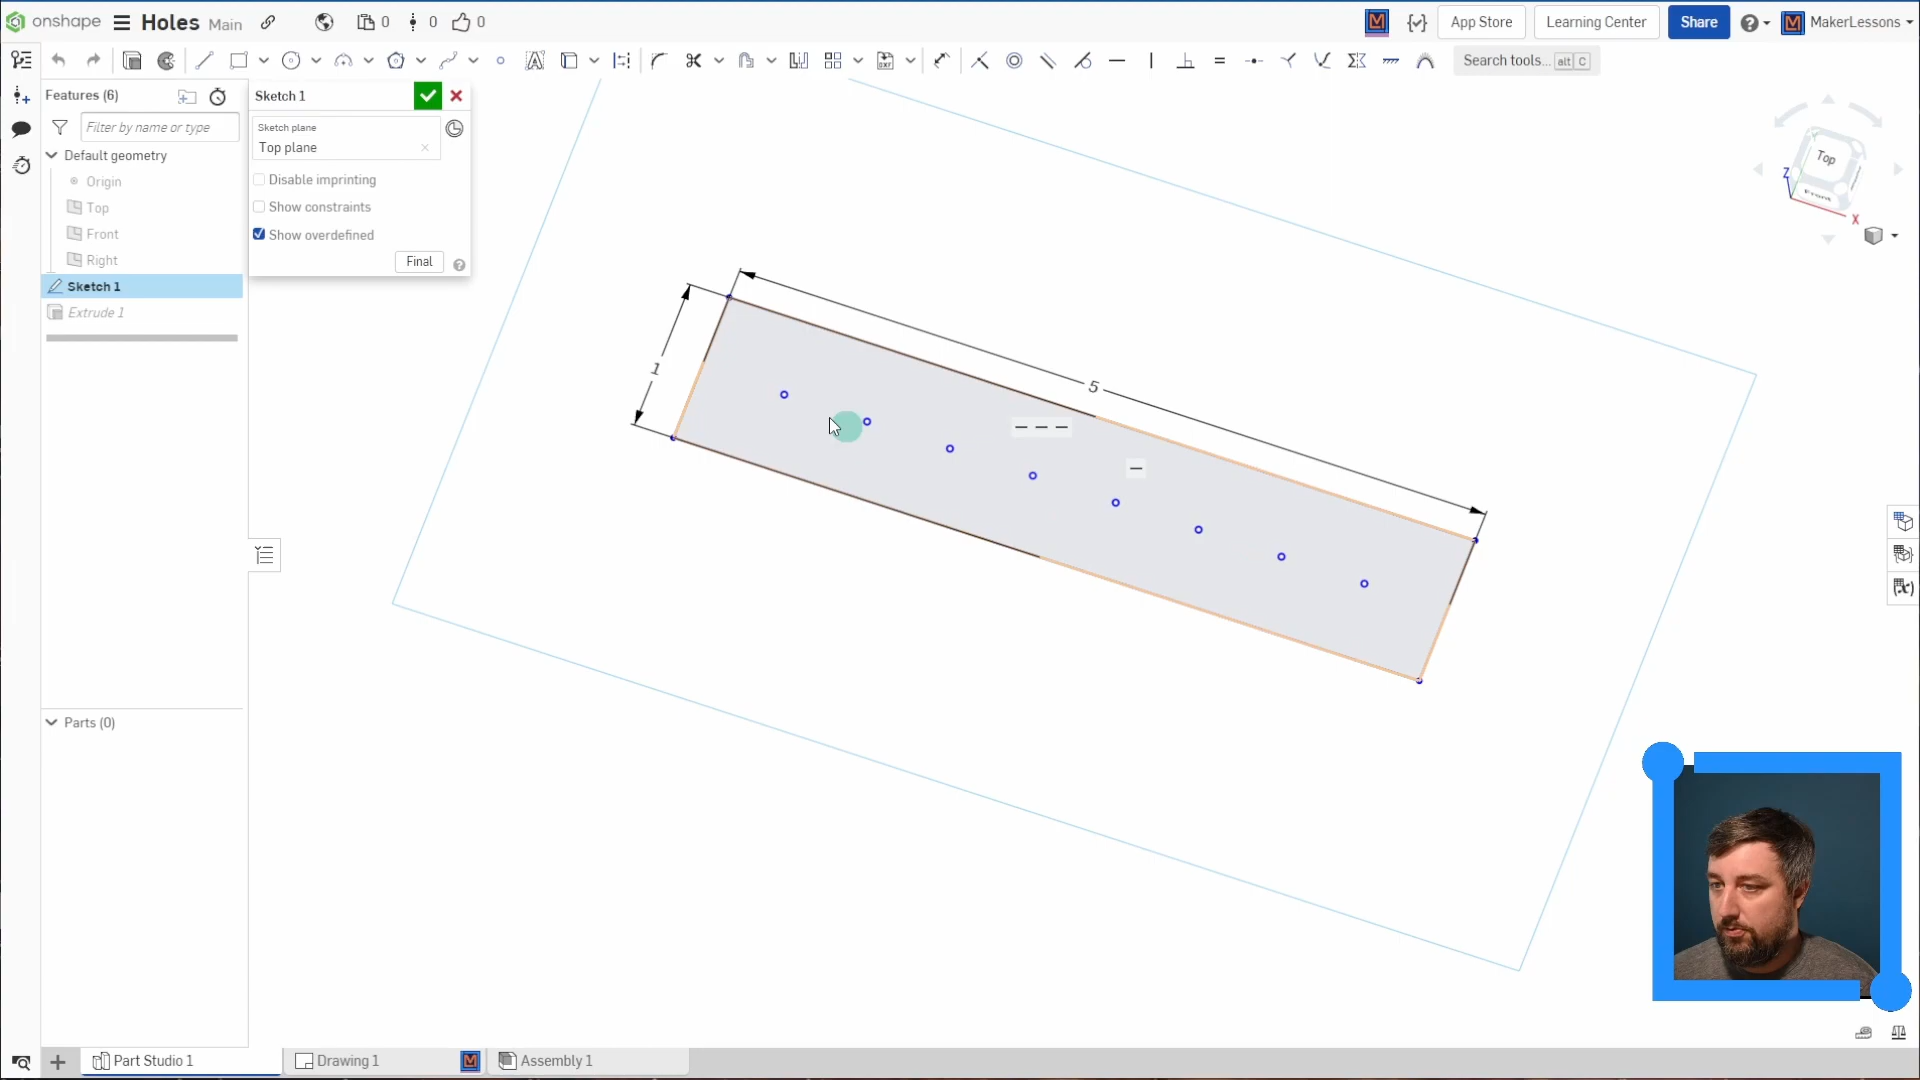 onshape Holes Main 0 0 0 App Store Learning Center Share MakerLessons
Search tools... alt C
Features (6)
Filter by name or type
Default geometry
Origin
Top
Front
Right
Sketch 1
Extrude 1
Parts (0)
Sketch 1
Sketch plane
Top plane
Disable imprinting
Show constraints
Show overdefined
Final
1
5
Top
Front
Z
X
Part Studio 1 Drawing 1 Assembly 1